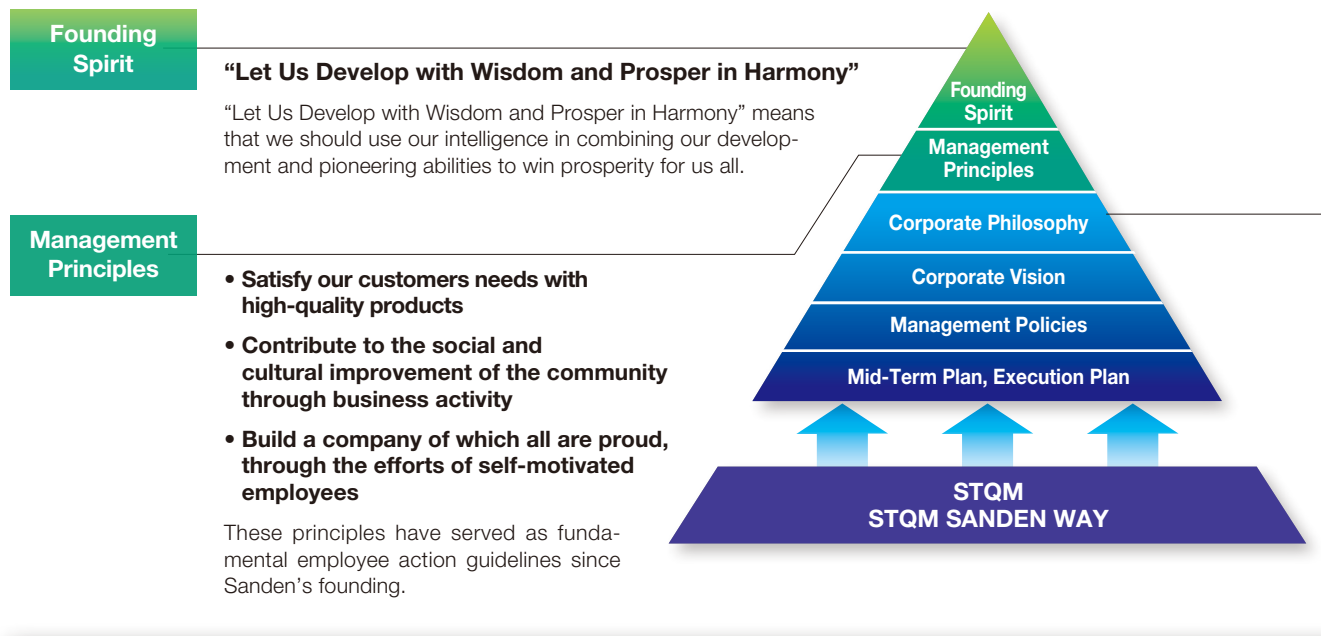 Founding
Spirit
“Let Us Develop with Wisdom and Prosper in Harmony”
“Let Us Develop with Wisdom and Prosper in Harmony” means
that we should use our intelligence in combining our develop-
ment and pioneering abilities to win prosperity for us all.
Management
Principles
• Satisfy our customers needs with
high-quality products
• Contribute to the social and
cultural improvement of the community
through business activity
• Build a company of which all are proud,
through the efforts of self-motivated
employees
These principles have served as funda-
mental employee action guidelines since
Sanden’s founding.
Founding
Spirit
Management
Principles
Corporate Philosophy
Corporate Vision
Management Policies
Mid-Term Plan, Execution Plan
STQM
STQM SANDEN WAY